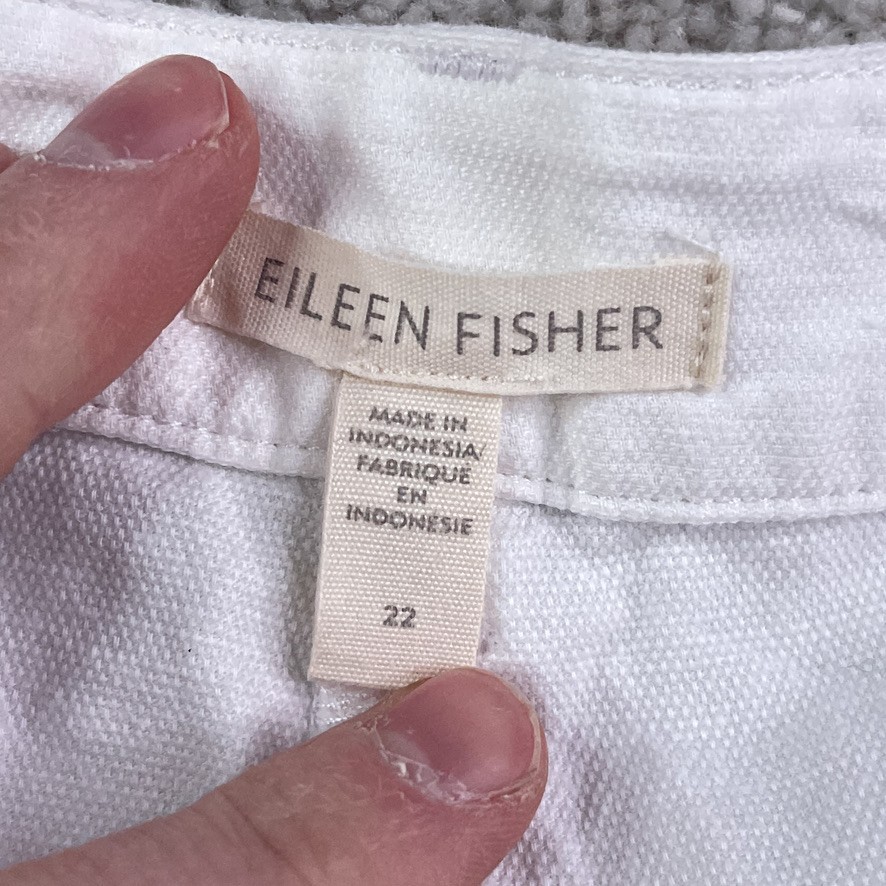 EILEEN FISHER
MADE IN
INDONESIA/
FABRIQUE
EN
INDONESIE
22